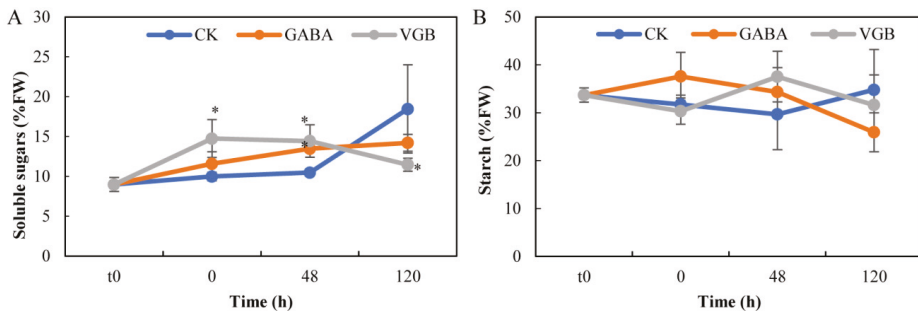 A
CK GABA VGB
30
25
20
15
10
5
0
Soluble sugars (%FW)
*
*
*
*
t0 0 48 120
Time (h)
B
CK GABA VGB
50
40
30
20
10
0
Starch (%FW)
t0 0 48 120
Time (h)